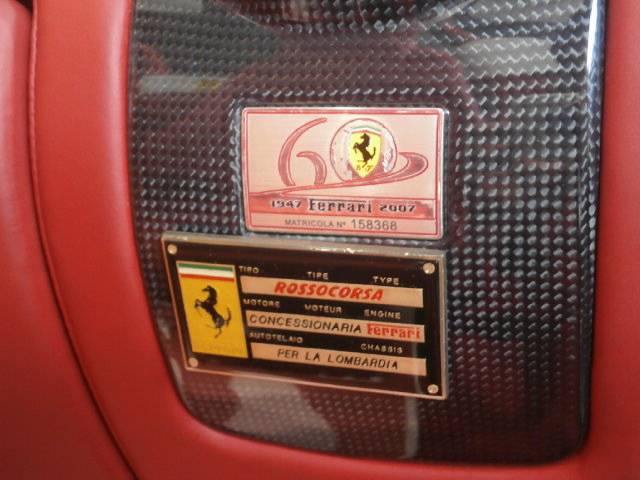 60
1947 Ferrari 2007
MATRICOLA N° 158368
TIPO TIPE TYPE
ROSSOCORSA
MOTORE MOTEUR ENGINE
CONCESSIONARIA Ferrari
AUTOTELAIO CHASSIS
PER LA LOMBARDIA